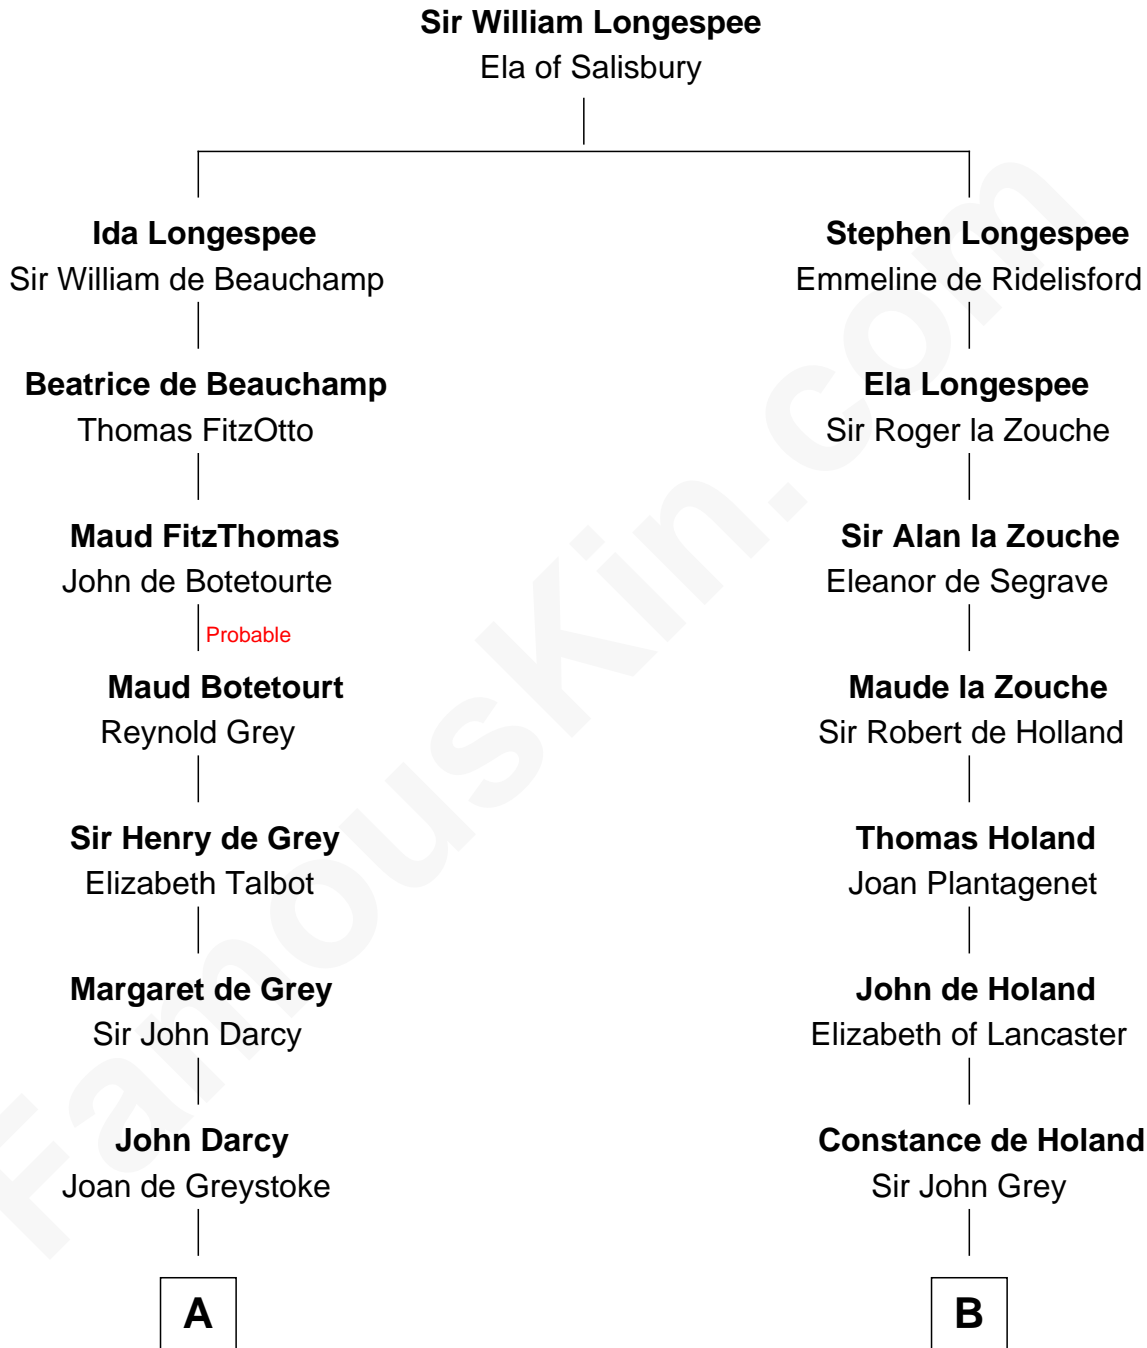 Sir William Longespee
Ela of Salisbury
Ida Longespee
Sir William de Beauchamp
Stephen Longespee
Emmeline de Ridelisford
Beatrice de Beauchamp
Thomas FitzOtto
Ela Longespee
Sir Roger la Zouche
Maud FitzThomas
John de Botetourte
Sir Alan la Zouche
Eleanor de Segrave
Probable
Maud Botetourt
Reynold Grey
Maude la Zouche
Sir Robert de Holland
Sir Henry de Grey
Elizabeth Talbot
Thomas Holand
Joan Plantagenet
Margaret de Grey
Sir John Darcy
John de Holand
Elizabeth of Lancaster
John Darcy
Joan de Greystoke
Constance de Holand
Sir John Grey
A
B
FamousKin.com